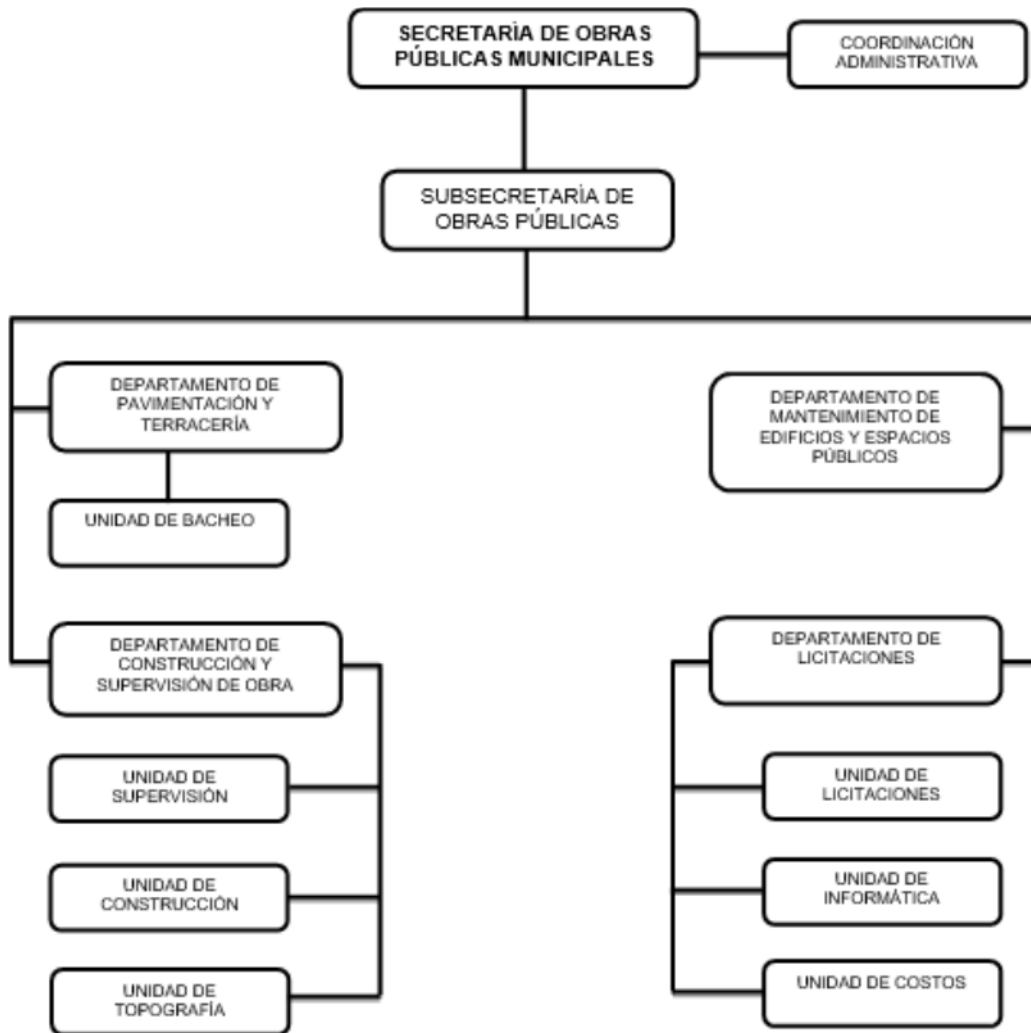 SECRETARÌA DE OBRAS
PÚBLICAS MUNICIPALES
COORDINACIÓN
ADMINISTRATIVA
SUBSECRETARÌA DE
OBRAS PÚBLICAS
DEPARTAMENTO DE
PAVIMENTACIÓN Y
TERRACERÍA
UNIDAD DE BACHEO
DEPARTAMENTO DE
CONSTRUCCIÓN Y
SUPERVISIÓN DE OBRA
UNIDAD DE
SUPERVISIÓN
UNIDAD DE
CONSTRUCCIÓN
UNIDAD DE
TOPOGRAFÍA
DEPARTAMENTO DE
MANTENIMIENTO DE
EDIFICIOS Y ESPACIOS
PÚBLICOS
DEPARTAMENTO DE
LICITACIONES
UNIDAD DE
LICITACIONES
UNIDAD DE
INFORMÁTICA
UNIDAD DE COSTOS